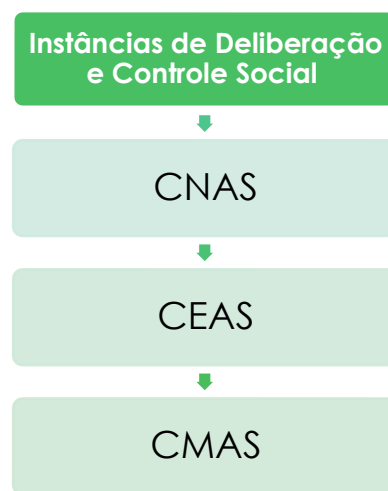 Instâncias de Deliberação
e Controle Social
CNAS
CEAS
CMAS